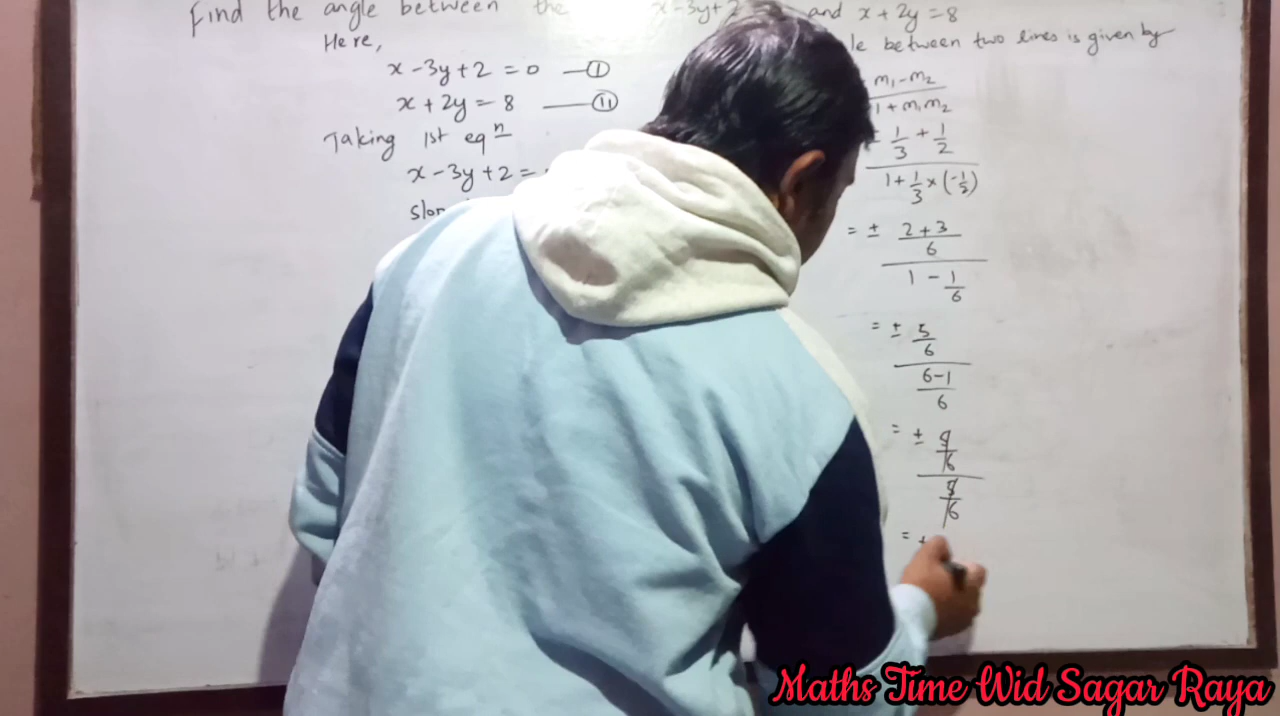 Find the angle between the x-3y+2 and x+2y=8
Here,
x-3y+2=0 —(I)
x+2y=8 —(II)
Taking 1st eqⁿ
x-3y+2=
between two lines is given by
m₁-m₂
1+m₁m₂
1/3 + 1/2
1+1/3×(-1/2)
= ± 2+3
6
1 - 1/6
= ± 5/6
6-1
6
= ± 5/6
5/6
= ±
Maths Time Wid Sagar Raya